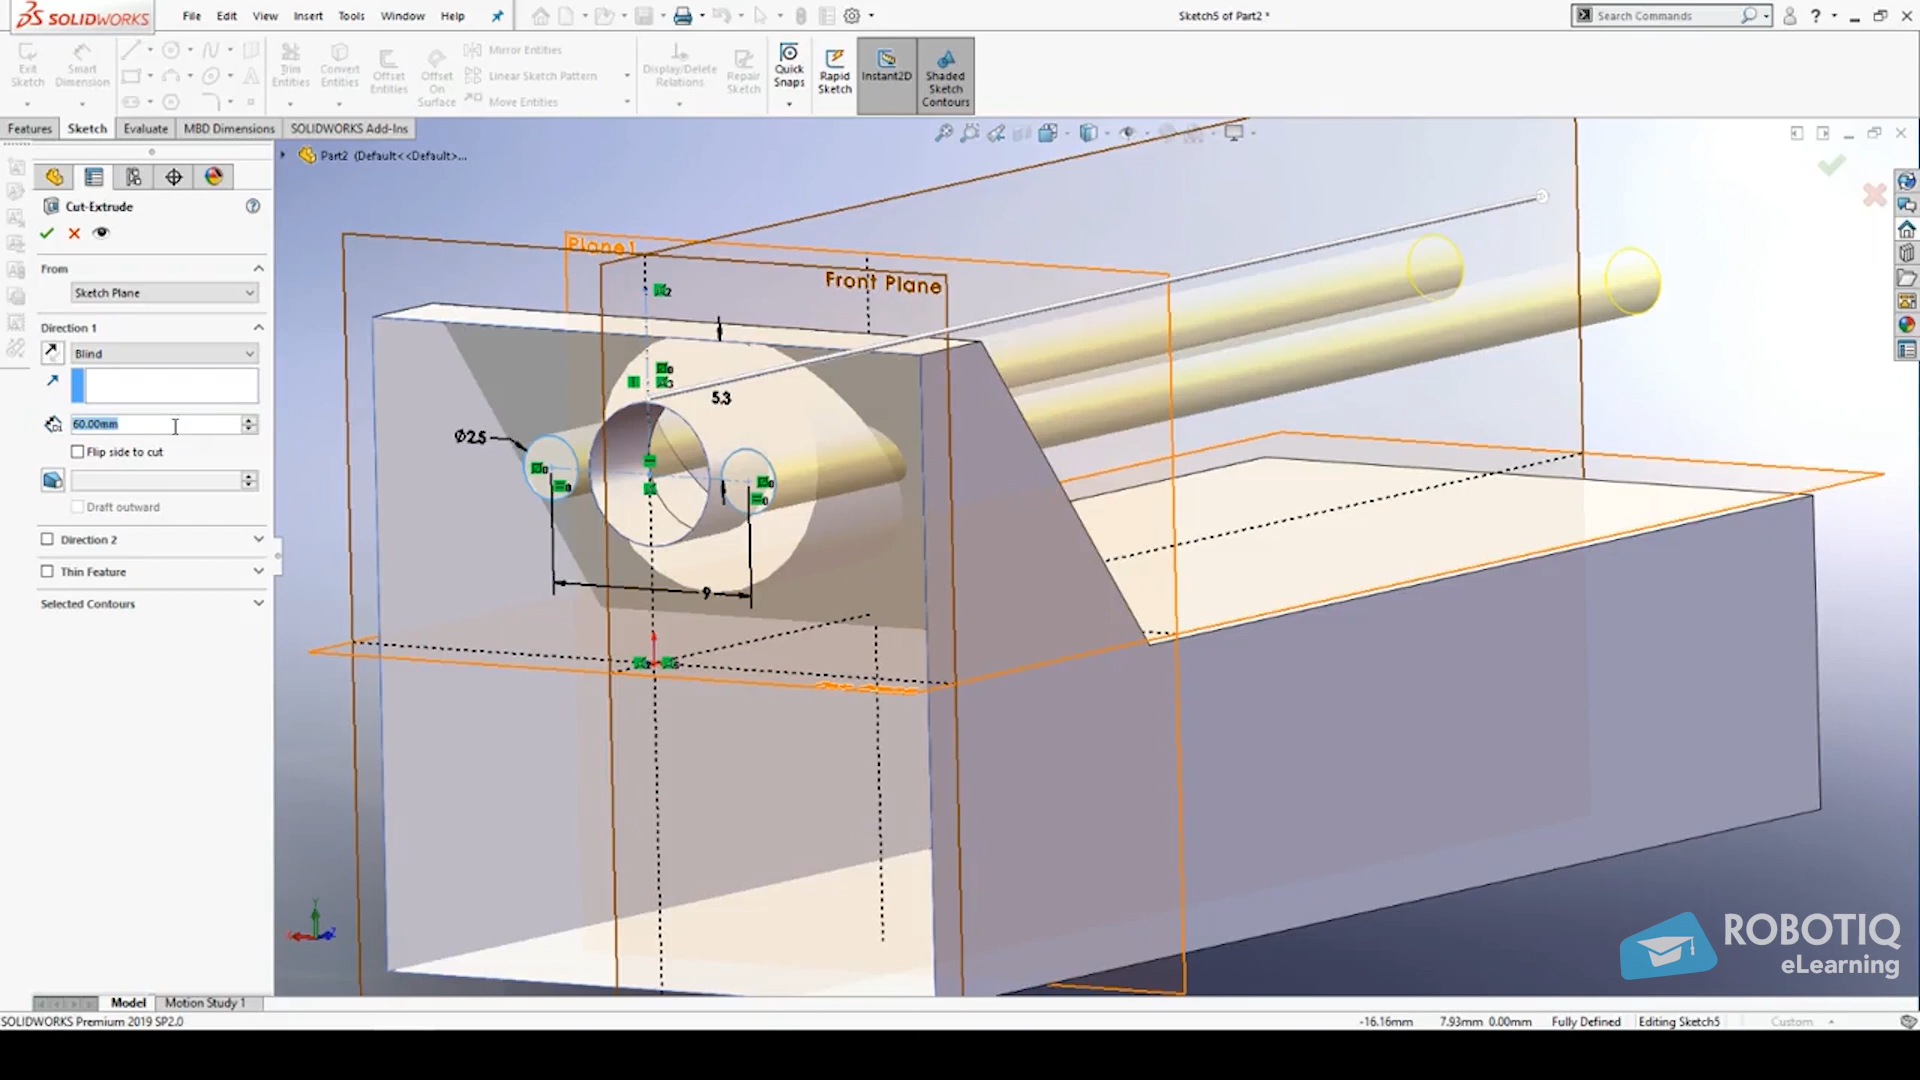 SOLIDWORKS
File Edit View Insert Tools Window Help
Sketch5 of Part2 *
Search Commands
Exit Sketch
Smart Dimension
Trim Entities
Convert Entities
Offset Entities
Offset On Surface
Mirror Entities
Linear Sketch Pattern
Move Entities
Display/Delete Relations
Repair Sketch
Quick Snaps
Rapid Sketch
Instant2D
Shaded Sketch Contours
Features Sketch Evaluate MBD Dimensions SOLIDWORKS Add-Ins
Part2 (Default<<Default>...
Cut-Extrude
From
Sketch Plane
Direction 1
Blind
60.00mm
Flip side to cut
Draft outward
Direction 2
Thin Feature
Selected Contours
Plane1
Front Plane
5.3
Ø25
9
ROBOTIQ
eLearning
Model Motion Study 1
SOLIDWORKS Premium 2019 SP2.0
-16.16mm 7.93mm 0.00mm Fully Defined Editing Sketch5 Custom